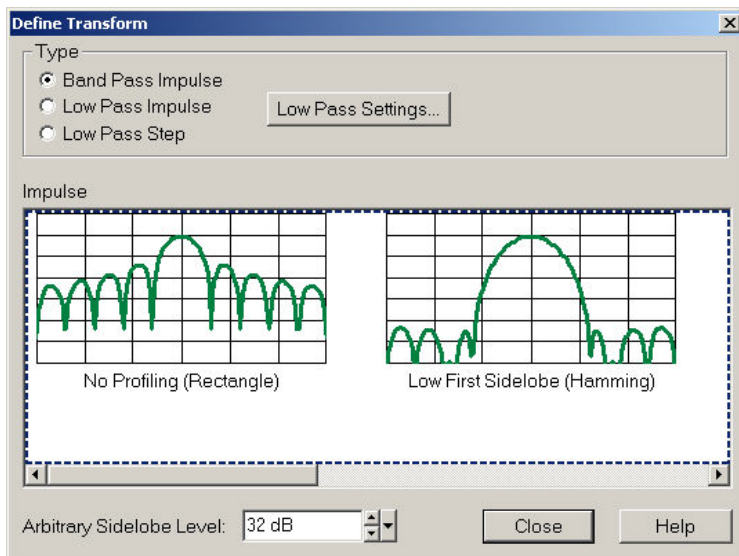 Define Transform
Type
Band Pass Impulse
Low Pass Impulse
Low Pass Step
Low Pass Settings...
Impulse
No Profiling (Rectangle)
Low First Sidelobe (Hamming)
Arbitrary Sidelobe Level:
32 dB
Close
Help